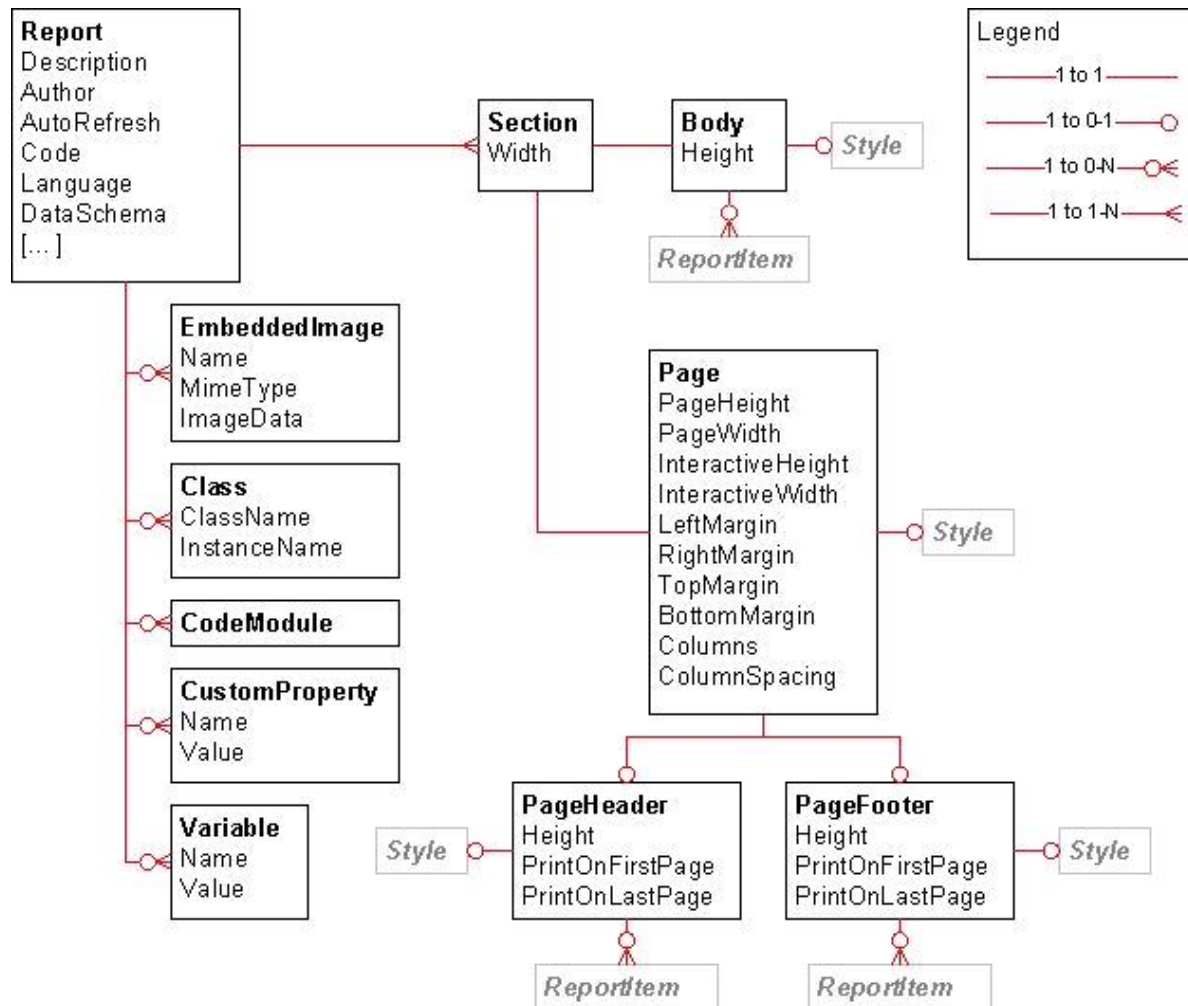 Report
Description
Author
AutoRefresh
Code
Language
DataSchema
[... ]
Section
Width
Body
Height
Style
ReportItem
Legend
1 to 1
1 to 0-1
1 to 0-N
1 to 1-N
EmbeddedImage
Name
MimeType
ImageData
Class
ClassName
InstanceName
CodeModule
CustomProperty
Name
Value
Variable
Name
Value
Page
PageHeight
PageWidth
InteractiveHeight
InteractiveWidth
LeftMargin
RightMargin
TopMargin
BottomMargin
Columns
ColumnSpacing
Style
Style
PageHeader
Height
PrintOnFirstPage
PrintOnLastPage
ReportItem
PageFooter
Height
PrintOnFirstPage
PrintOnLastPage
Style
ReportItem